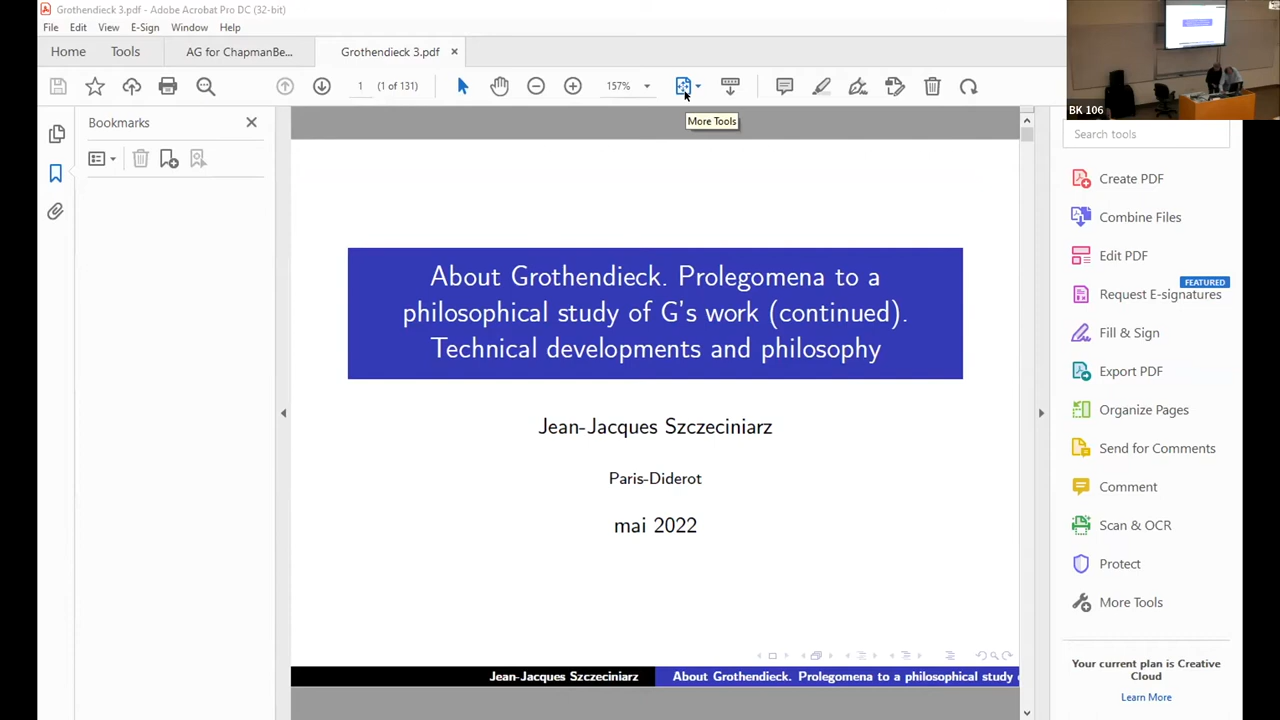 Grothendieck 3.pdf - Adobe Acrobat Pro DC (32-bit)
File Edit View E-Sign Window Help
Home Tools AG for ChapmanBe... Grothendieck 3.pdf
1 (1 of 131) 157%
More Tools
BK 106
Bookmarks
Search tools
Create PDF
Combine Files
Edit PDF
FEATURED
Request E-signatures
Fill & Sign
Export PDF
Organize Pages
Send for Comments
Comment
Scan & OCR
Protect
More Tools
Your current plan is Creative
Cloud
Learn More
About Grothendieck. Prolegomena to a
philosophical study of G's work (continued).
Technical developments and philosophy
Jean-Jacques Szczeciniarz
Paris-Diderot
mai 2022
Jean-Jacques Szczeciniarz About Grothendieck. Prolegomena to a philosophical study